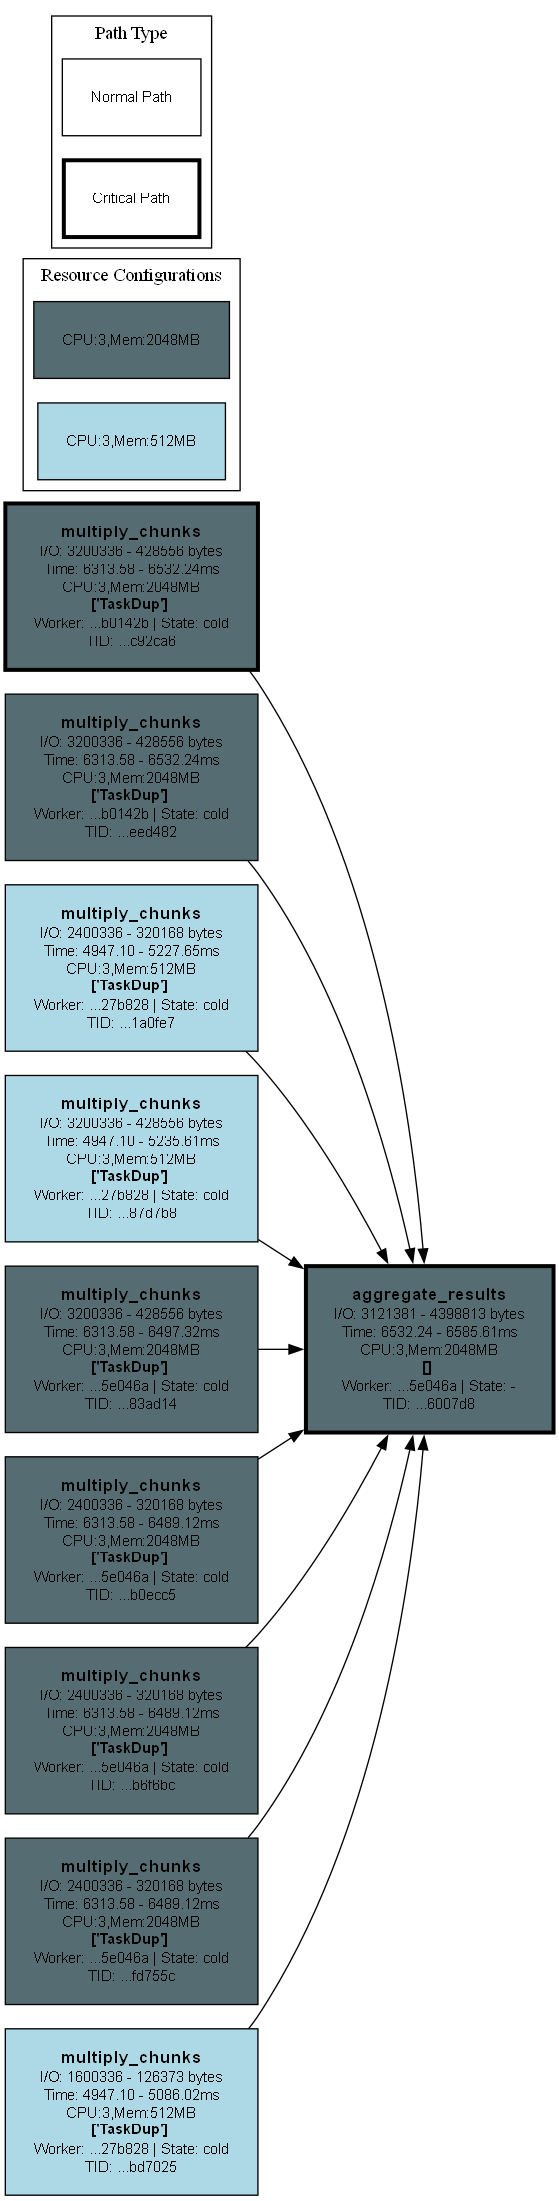 Path Type
Normal Path
Critical Path
Resource Configurations
CPU:3,Mem:2048MB
CPU:3,Mem:512MB
multiply_chunks
I/O: 3200336 - 428556 bytes
Time: 6313.58 - 6532.24ms
CPU:3,Mem:2048MB
['TaskDup']
Worker: ...b0142b | State: cold
TID: ...c92ca6
multiply_chunks
I/O: 3200336 - 428556 bytes
Time: 6313.58 - 6532.24ms
CPU:3,Mem:2048MB
['TaskDup']
Worker: ...b0142b | State: cold
TID: ...eed482
multiply_chunks
I/O: 2400336 - 320168 bytes
Time: 4947.10 - 5227.65ms
CPU:3,Mem:512MB
['TaskDup']
Worker: ...27b828 | State: cold
TID: ...1a0fe7
multiply_chunks
I/O: 3200336 - 428556 bytes
Time: 4947.10 - 5235.61ms
CPU:3,Mem:512MB
['TaskDup']
Worker: ...27b828 | State: cold
TID: ...87d7b8
multiply_chunks
I/O: 3200336 - 428556 bytes
Time: 6313.58 - 6497.32ms
CPU:3,Mem:2048MB
['TaskDup']
Worker: ...5e046a | State: cold
TID: ...83ad14
aggregate_results
I/O: 3121381 - 4398813 bytes
Time: 6532.24 - 6585.61ms
CPU:3,Mem:2048MB
[]
Worker: ...5e046a | State: -
TID: ...6007d8
multiply_chunks
I/O: 2400336 - 320168 bytes
Time: 6313.58 - 6489.12ms
CPU:3,Mem:2048MB
['TaskDup']
Worker: ...5e046a | State: cold
TID: ...b0ecc5
multiply_chunks
I/O: 2400336 - 320168 bytes
Time: 6313.58 - 6489.12ms
CPU:3,Mem:2048MB
['TaskDup']
Worker: ...5e046a | State: cold
TID: ...b6f6bc
multiply_chunks
I/O: 2400336 - 320168 bytes
Time: 6313.58 - 6489.12ms
CPU:3,Mem:2048MB
['TaskDup']
Worker: ...5e046a | State: cold
TID: ...fd755c
multiply_chunks
I/O: 1600336 - 126373 bytes
Time: 4947.10 - 5086.02ms
CPU:3,Mem:512MB
['TaskDup']
Worker: ...27b828 | State: cold
TID: ...bd7025